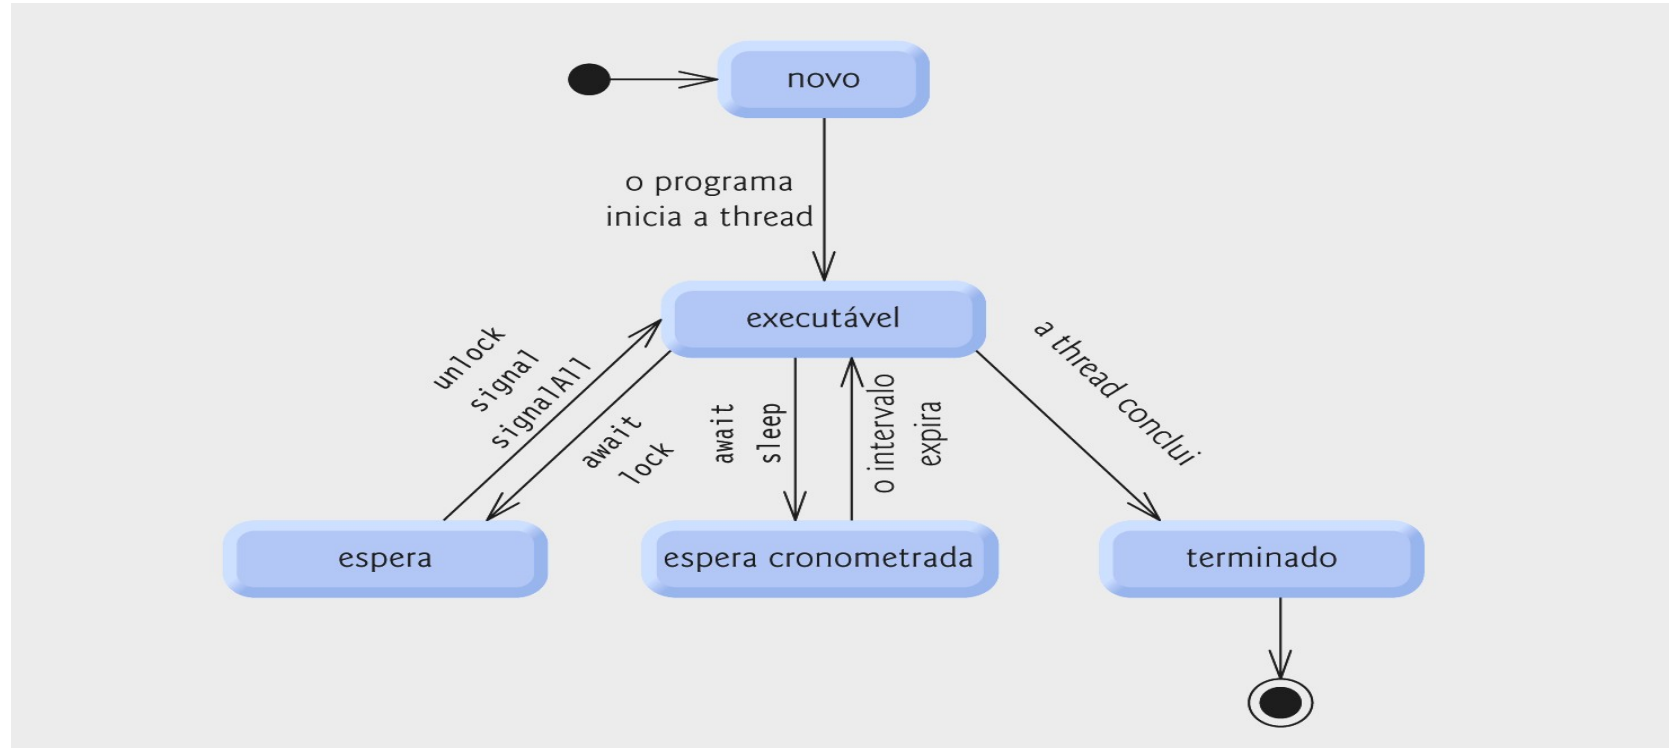 novo
o programa
inicia a thread
executável
unlock
signal
signalAll
await
lock
await
sleep
o intervalo
expira
a thread conclui
espera
espera cronometrada
terminado